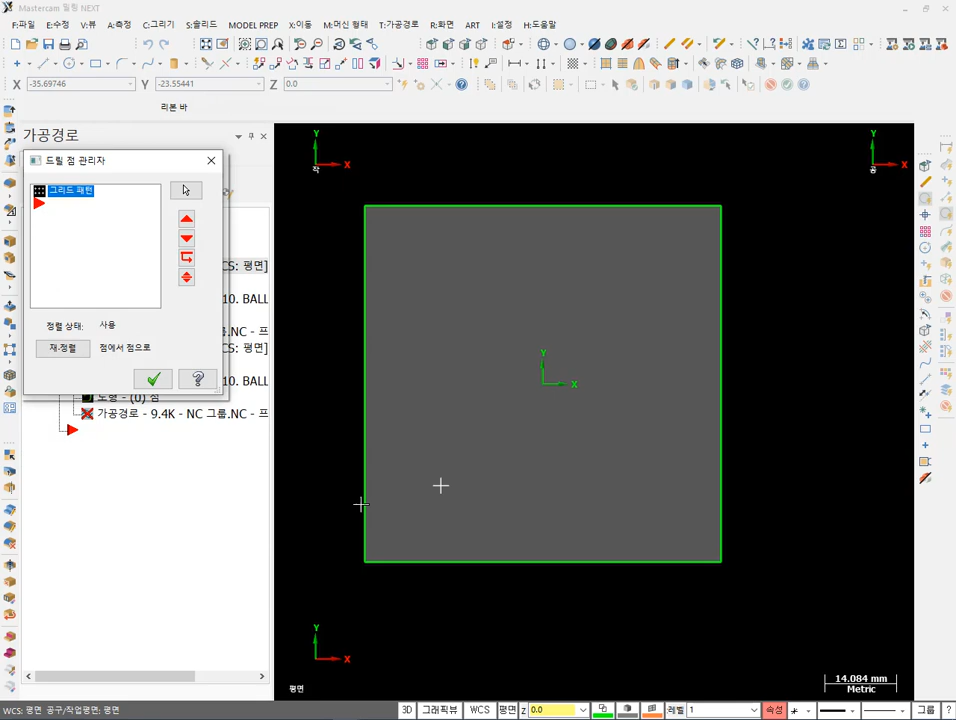 Mastercam 밀링 NEXT
F:파일 E:수정 V:뷰 A:측정 C:그리기 S:솔리드 MODEL PREP X:이동 M:머신 형태 T:가공경로 R:화면 ART I:설정 H:도움말
X -35.69746 Y -23.55441 Z 0.0
리본 바
가공경로
드릴 점 관리자
그리드 패턴
정렬 상태: 사용
재-정렬 점에서 점으로
CS: 평면]
10. BALL
.NC - 프
CS: 평면]
10. BALL
도형 - (0) 점
가공경로 - 9.4K - NC 그룹.NC - 프
Y
X
작
Y
X
공
Y
X
Y
X
평면
14.084 mm
Metric
WCS: 평면 공구/작업평면: 평면
3D 그래픽뷰 WCS 평면 Z 0.0 레벨 1 속성 그룹 ?